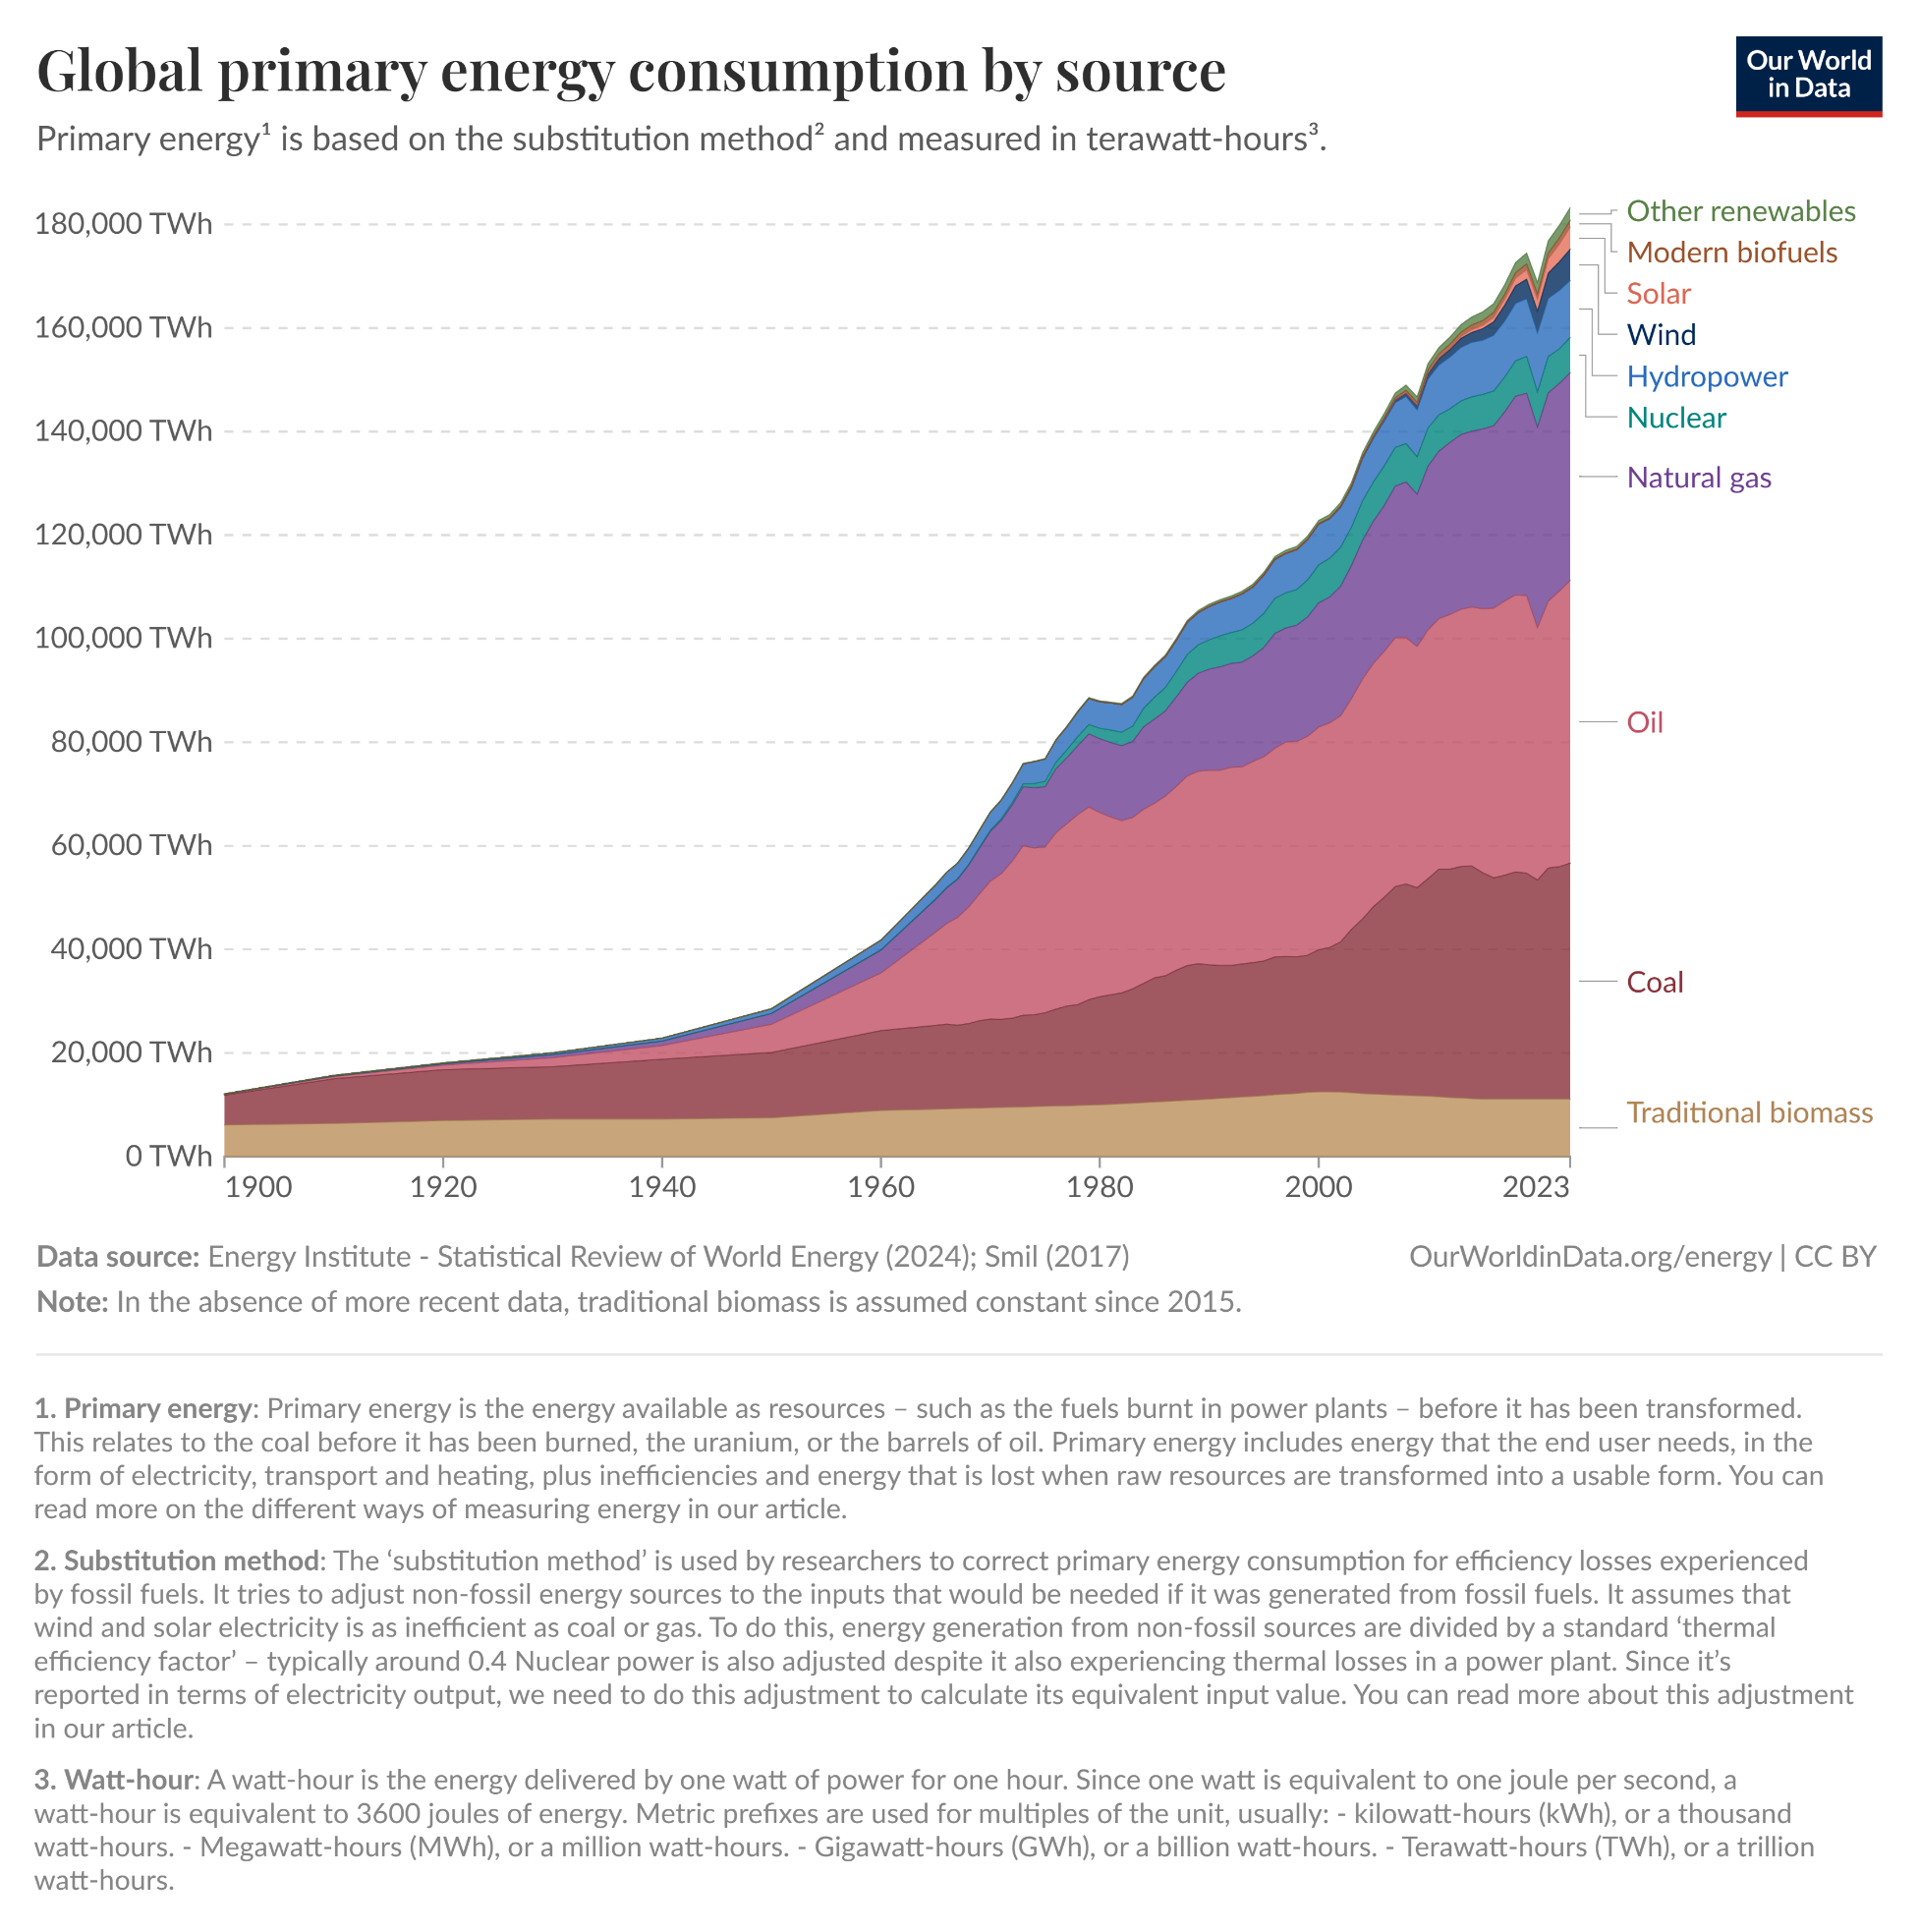 Global primary energy consumption by source
Our World
in Data
Primary energy¹ is based on the substitution method² and measured in terawatt-hours³.
180,000 TWh
160,000 TWh
140,000 TWh
120,000 TWh
100,000 TWh
80,000 TWh
60,000 TWh
40,000 TWh
20,000 TWh
0 TWh
Other renewables
Modern biofuels
Solar
Wind
Hydropower
Nuclear
Natural gas
Oil
Coal
Traditional biomass
1900
1920
1940
1960
1980
2000
2023
Data source: Energy Institute - Statistical Review of World Energy (2024); Smil (2017)
OurWorldinData.org/energy | CC BY
Note: In the absence of more recent data, traditional biomass is assumed constant since 2015.
1. Primary energy: Primary energy is the energy available as resources – such as the fuels burnt in power plants – before it has been transformed.
This relates to the coal before it has been burned, the uranium, or the barrels of oil. Primary energy includes energy that the end user needs, in the
form of electricity, transport and heating, plus inefficiencies and energy that is lost when raw resources are transformed into a usable form. You can
read more on the different ways of measuring energy in our article.
2. Substitution method: The ‘substitution method’ is used by researchers to correct primary energy consumption for efficiency losses experienced
by fossil fuels. It tries to adjust non-fossil energy sources to the inputs that would be needed if it was generated from fossil fuels. It assumes that
wind and solar electricity is as inefficient as coal or gas. To do this, energy generation from non-fossil sources are divided by a standard ‘thermal
efficiency factor’ – typically around 0.4 Nuclear power is also adjusted despite it also experiencing thermal losses in a power plant. Since it’s
reported in terms of electricity output, we need to do this adjustment to calculate its equivalent input value. You can read more about this adjustment
in our article.
3. Watt-hour: A watt-hour is the energy delivered by one watt of power for one hour. Since one watt is equivalent to one joule per second, a
watt-hour is equivalent to 3600 joules of energy. Metric prefixes are used for multiples of the unit, usually: - kilowatt-hours (kWh), or a thousand
watt-hours. - Megawatt-hours (MWh), or a million watt-hours. - Gigawatt-hours (GWh), or a billion watt-hours. - Terawatt-hours (TWh), or a trillion
watt-hours.